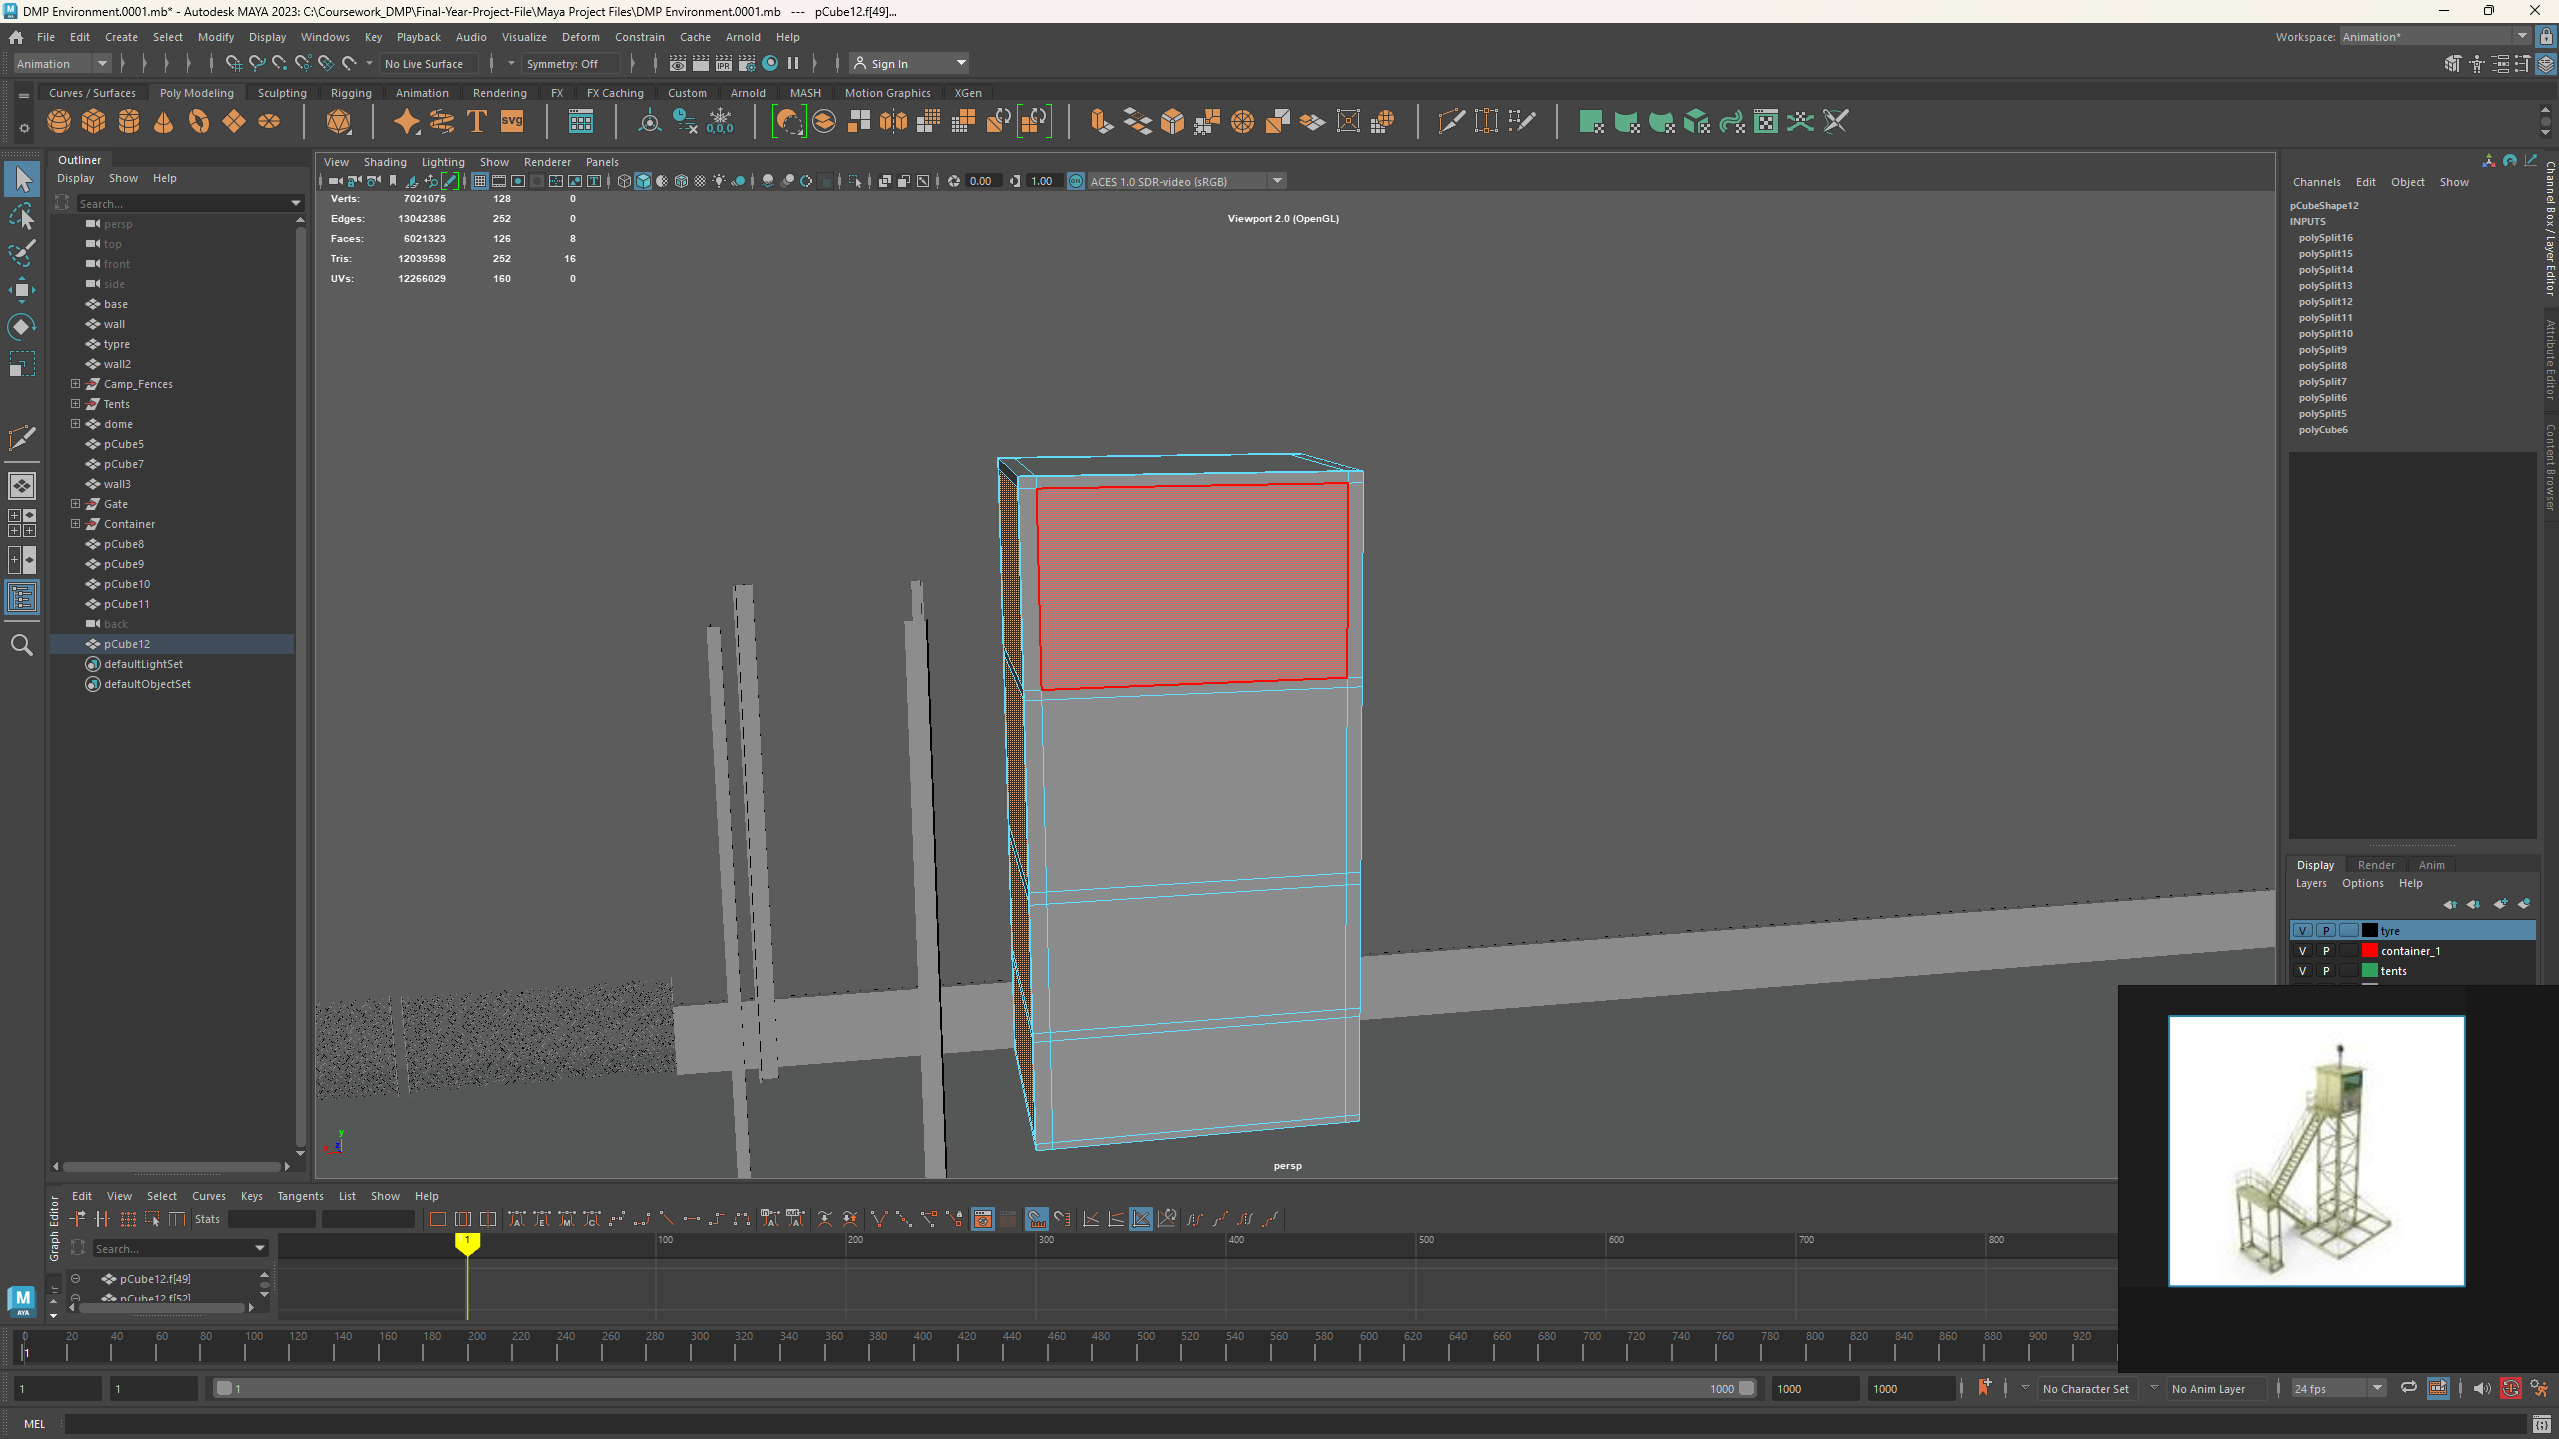 DMP Environment.0001.mb* - Autodesk MAYA 2023: C:\Coursework_DMP\Final-Year-Project-File\Maya Project Files\DMP Environment.0001.mb   ---   pCube12.f[49]...
File Edit Create Select Modify Display Windows Key Playback Audio Visualize Deform Constrain Cache Arnold Help
Workspace: Animation*
Animation
No Live Surface
Symmetry: Off
Sign In
Curves / Surfaces Poly Modeling Sculpting Rigging Animation Rendering FX FX Caching Custom Arnold MASH Motion Graphics XGen
Outliner
Display Show Help
Search...
persp
top
front
side
base
wall
typre
wall2
Camp_Fences
Tents
dome
pCube5
pCube7
wall3
Gate
Container
pCube8
pCube9
pCube10
pCube11
back
pCube12
defaultLightSet
defaultObjectSet
View Shading Lighting Show Renderer Panels
0.00 1.00 ACES 1.0 SDR-video (sRGB)
Verts: 7021075 128 0
Edges: 13042386 252 0
Faces: 6021323 126 8
Tris: 12039598 252 16
UVs: 12266029 160 0
Viewport 2.0 (OpenGL)
persp
Channels Edit Object Show
pCubeShape12
INPUTS
polySplit16
polySplit15
polySplit14
polySplit13
polySplit12
polySplit11
polySplit10
polySplit9
polySplit8
polySplit7
polySplit6
polySplit5
polyCube6
Channel Box / Layer Editor
Attribute Editor
Content Browser
Display Render Anim
Layers Options Help
V P tyre
V P container_1
V P tents
Graph Editor
Edit View Select Curves Keys Tangents List Show Help
Stats
Search...
pCube12.f[49]
pCube12.f[52]
1 100 200 300 400 500 600 700 800
0 20 40 60 80 100 120 140 160 180 200 220 240 260 280 300 320 340 360 380 400 420 440 460 480 500 520 540 560 580 600 620 640 660 680 700 720 740 760 780 800 820 840 860 880 900 920
1
1 1 1 1000 1000 1000 No Character Set No Anim Layer 24 fps
MEL